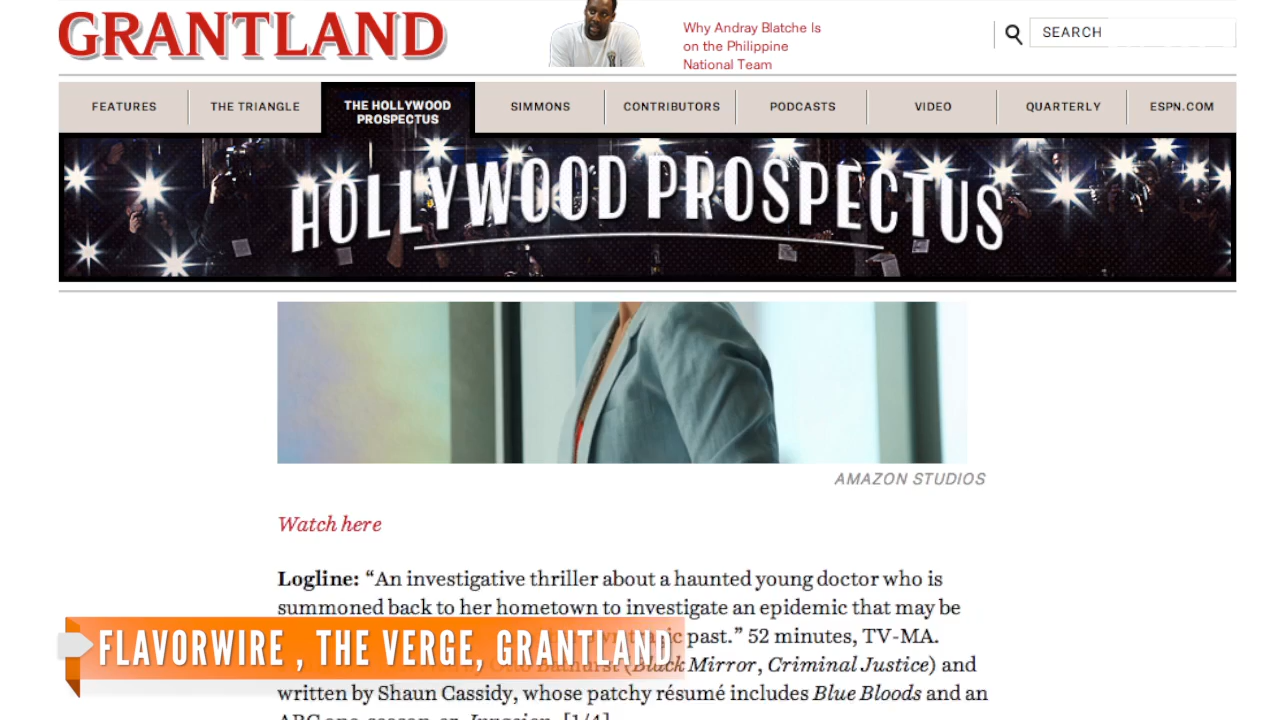 GRANTLAND
Why Andray Blatche Is
on the Philippine
National Team
SEARCH
FEATURES
THE TRIANGLE
THE HOLLYWOOD
PROSPECTUS
SIMMONS
CONTRIBUTORS
PODCASTS
VIDEO
QUARTERLY
ESPN.COM
HOLLYWOOD PROSPECTUS
AMAZON STUDIOS
Watch here
Logline: “An investigative thriller about a haunted young doctor who is
summoned back to her hometown to investigate an epidemic that may be
past.” 52 minutes, TV-MA.
Otto Bathurst (Black Mirror, Criminal Justice) and
FLAVORWIRE , THE VERGE, GRANTLAND
written by Shaun Cassidy, whose patchy résumé includes Blue Bloods and an